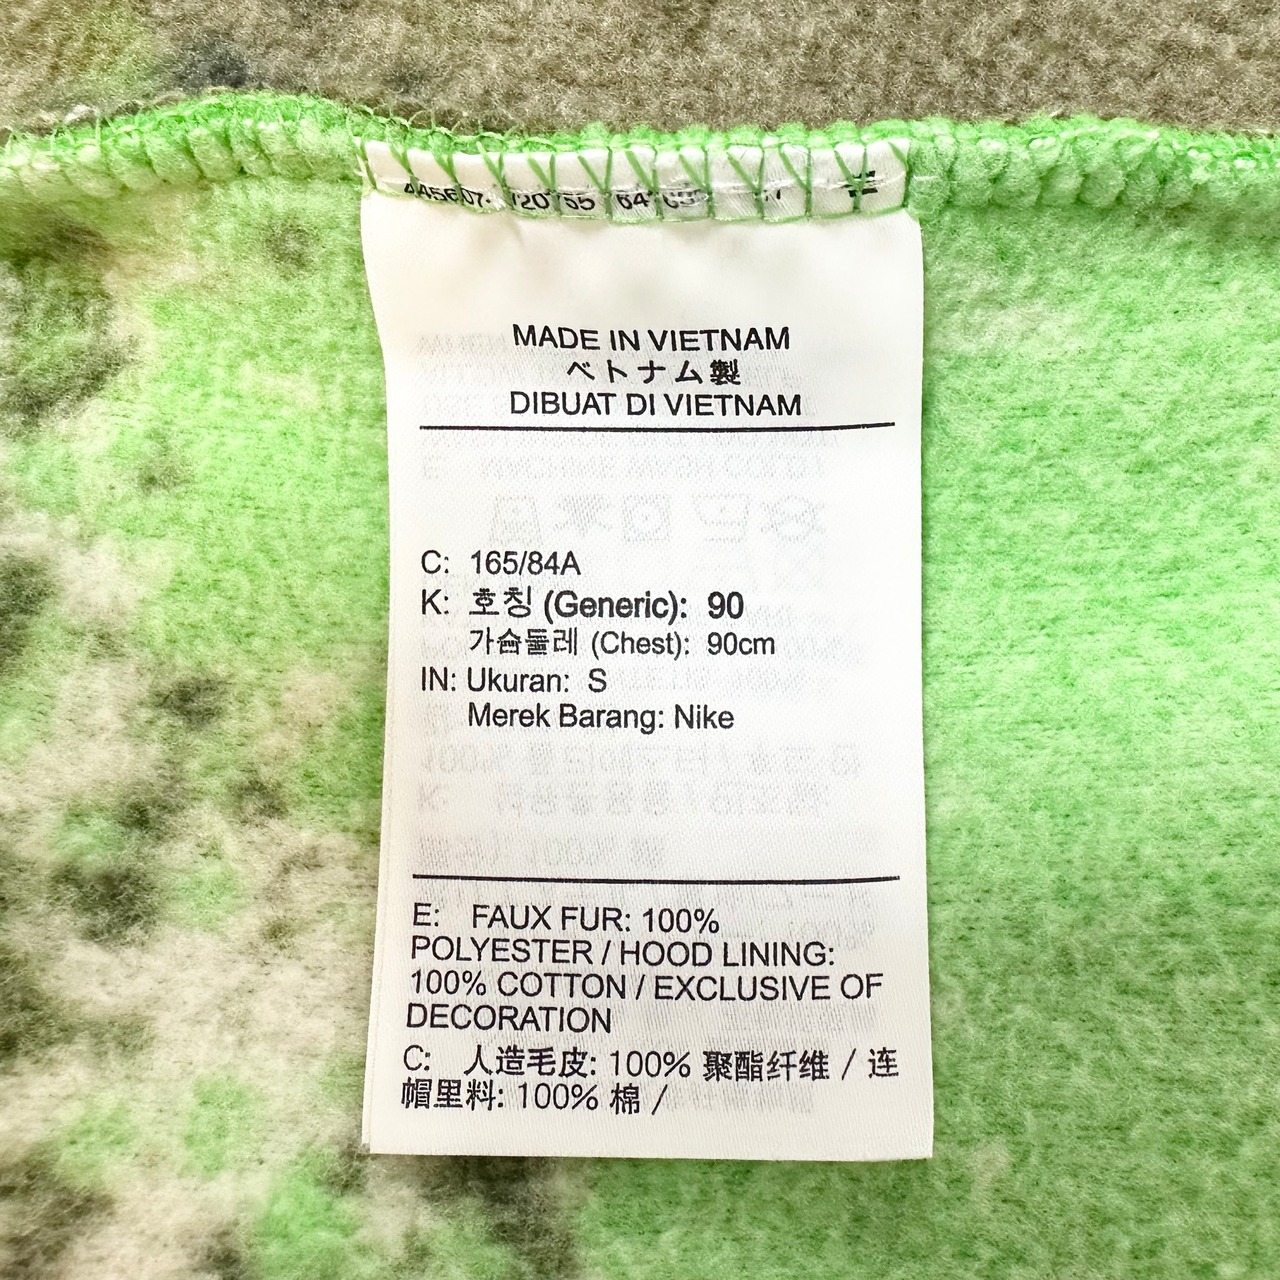 MADE IN VIETNAM
ベトナム製
DIBUAT DI VIETNAM
C: 165/84A
K: 호칭 (Generic): 90
가슴둘레 (Chest): 90cm
IN: Ukuran: S
Merek Barang: Nike
E: FAUX FUR: 100%
POLYESTER / HOOD LINING:
100% COTTON / EXCLUSIVE OF
DECORATION
C: 人造毛皮: 100% 聚酯纤维 / 连
帽里料: 100% 棉 /